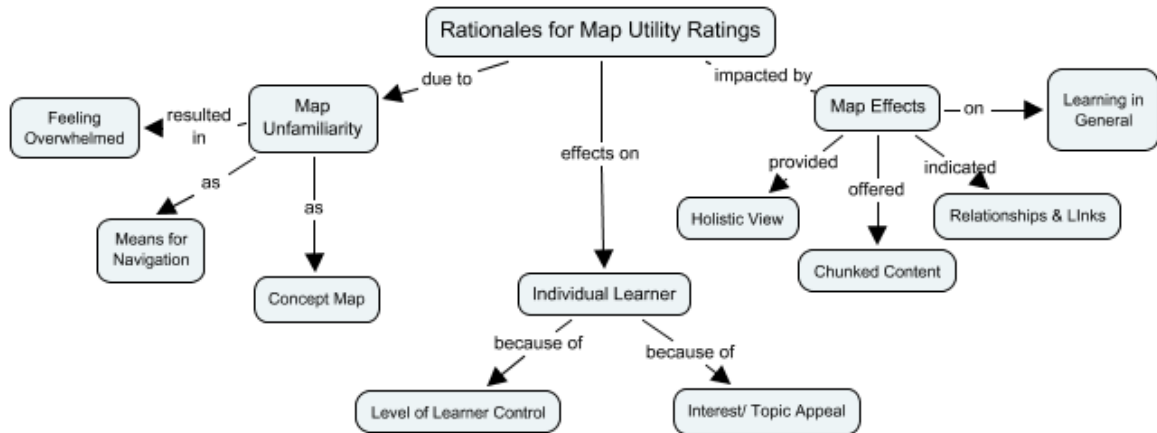 Rationales for Map Utility Ratings
due to
impacted by
Map
Unfamiliarity
resulted
in
Feeling
Overwhelmed
Map Effects
on
Learning in
General
effects on
provided
indicated
as
as
offered
Holistic View
Relationships & LInks
Means for
Navigation
Chunked Content
Concept Map
Individual Learner
because of
because of
Level of Learner Control
Interest/ Topic Appeal